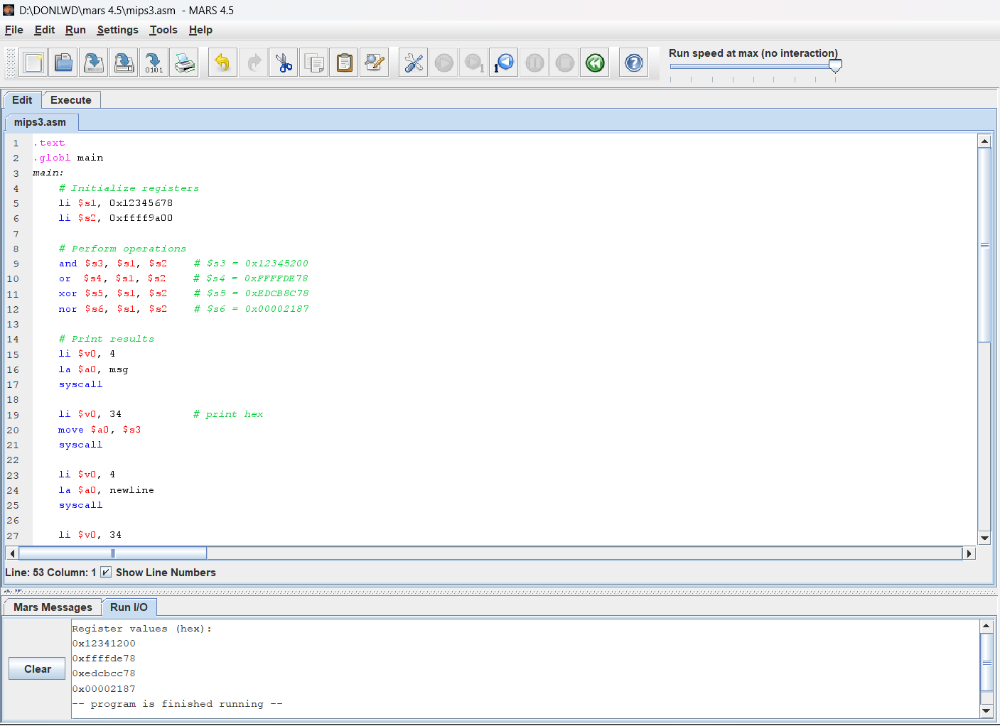 D:\DONLWD\mars 4.5\mips3.asm - MARS 4.5
File Edit Run Settings Tools Help
Run speed at max (no interaction)
0101
1
1
Edit Execute
mips3.asm
1 .text
2 .globl main
3 main:
4 # Initialize registers
5 li $s1, 0x12345678
6 li $s2, 0xffff9a00
7
8 # Perform operations
9 and $s3, $s1, $s2 # $s3 = 0x12345200
10 or $s4, $s1, $s2 # $s4 = 0xFFFFDE78
11 xor $s5, $s1, $s2 # $s5 = 0xEDCB8C78
12 nor $s6, $s1, $s2 # $s6 = 0x00002187
13
14 # Print results
15 li $v0, 4
16 la $a0, msg
17 syscall
18
19 li $v0, 34 # print hex
20 move $a0, $s3
21 syscall
22
23 li $v0, 4
24 la $a0, newline
25 syscall
26
27 li $v0, 34
Line: 53 Column: 1 Show Line Numbers
Mars Messages Run I/O
Clear
Register values (hex):
0x12341200
0xffffde78
0xedcbcc78
0x00002187
-- program is finished running --